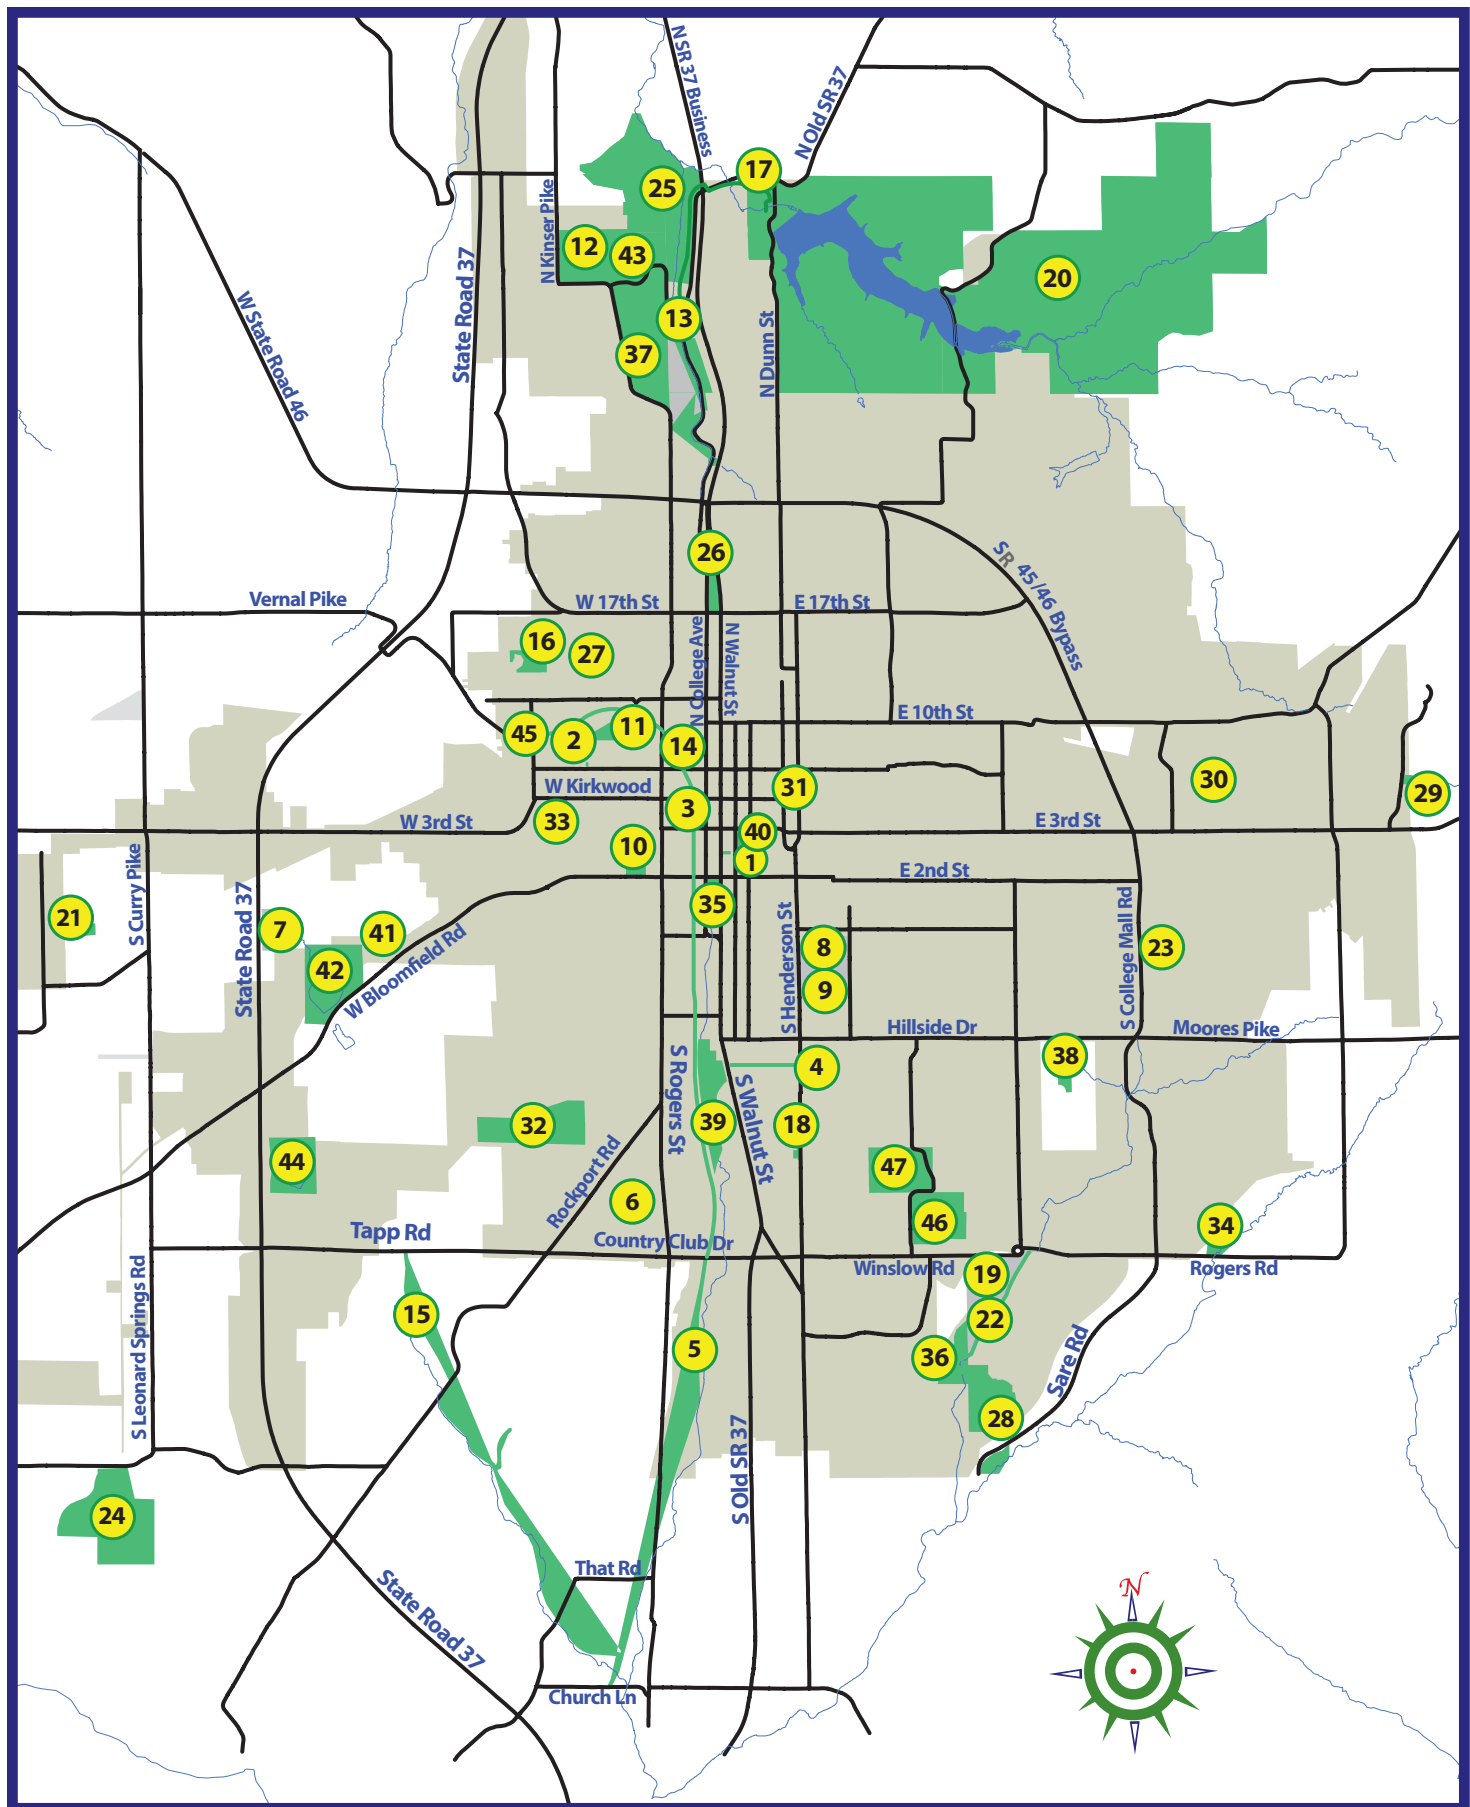 N SR 37 Business
N Old SR 37
17
25
N Kinser Pike
12
43
State Road 37
20
W State Road 46
13
N Dunn St
37
SR 45/46 Bypass
26
Vernal Pike
W 17th St
E 17th St
16
27
N College Ave
N Walnut St
E 10th St
45
2
11
14
W Kirkwood
31
30
29
3
W 3rd St
33
40
E 3rd St
10
1
E 2nd St
S Curry Pike
21
State Road 37
7
41
42
W Bloomfield Rd
35
S Henderson St
8
9
S College Mall Rd
23
Hillside Dr
Moores Pike
38
4
S Rogers St
S Walnut St
39
18
32
44
47
Rockport Rd
6
46
34
Tapp Rd
Country Club Dr
Winslow Rd
Rogers Rd
19
S Leonard Springs Rd
15
22
5
36
Sare Rd
28
S Old SR 37
24
That Rd
State Road 37
N
Church Ln